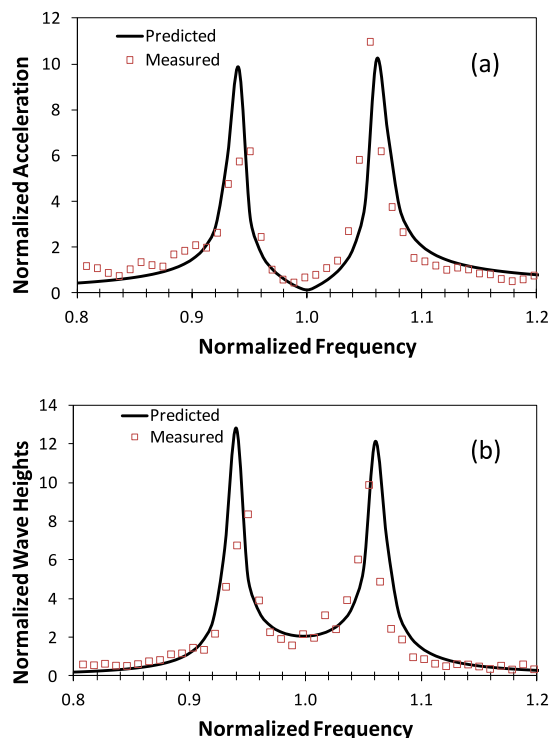 12
10
8
6
4
2
0
Normalized Acceleration
Predicted
Measured
(a)
0.8 0.9 1.0 1.1 1.2
Normalized Frequency
14
12
10
8
6
4
2
0
Normalized Wave Heights
Predicted
Measured
(b)
0.8 0.9 1.0 1.1 1.2
Normalized Frequency